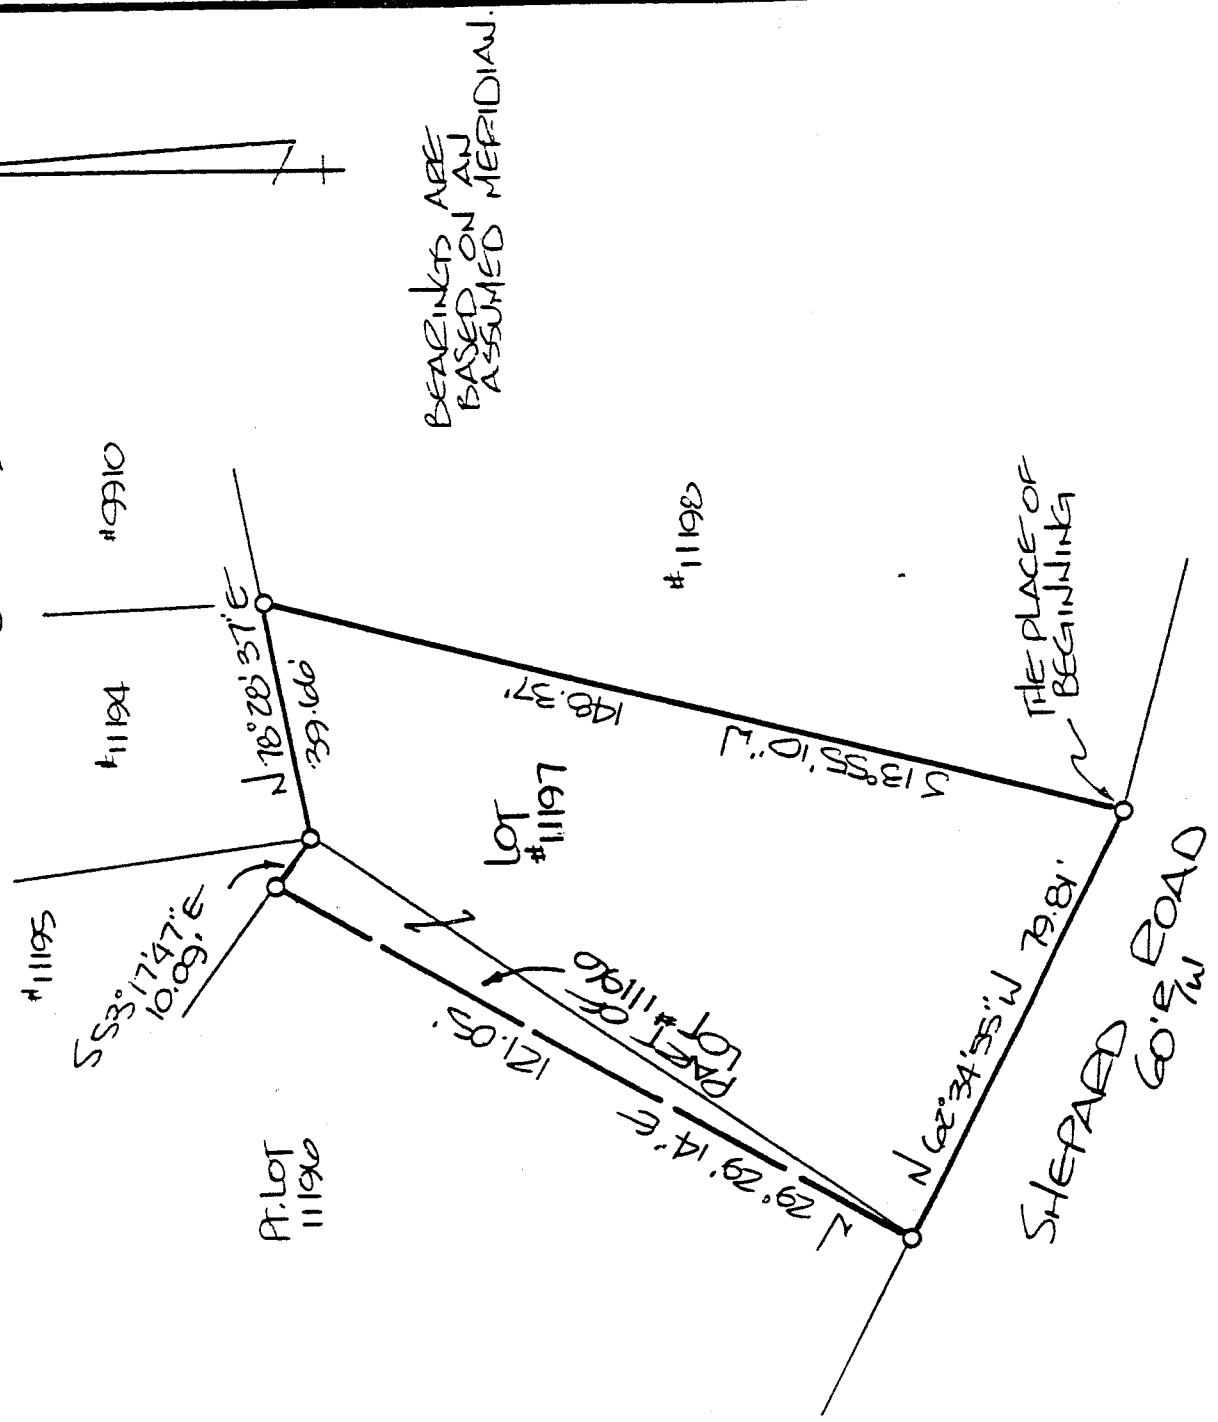 BEARINGS ARE
BASED ON AN
ASSUMED MERIDIAN.
#9910
#11194
#11195
N 78°28'37" E
39.66'
S 53°17'47" E
10.09'
#11198
148.37'
S 13°55'10" W
LOT
#11197
PART OF
LOT #11196
121.05'
N 29°29'14" E
PT. LOT
11196
THE PLACE OF
BEGINNING
N 62°34'55" W 79.81'
SHEPARD ROAD
60' R/W